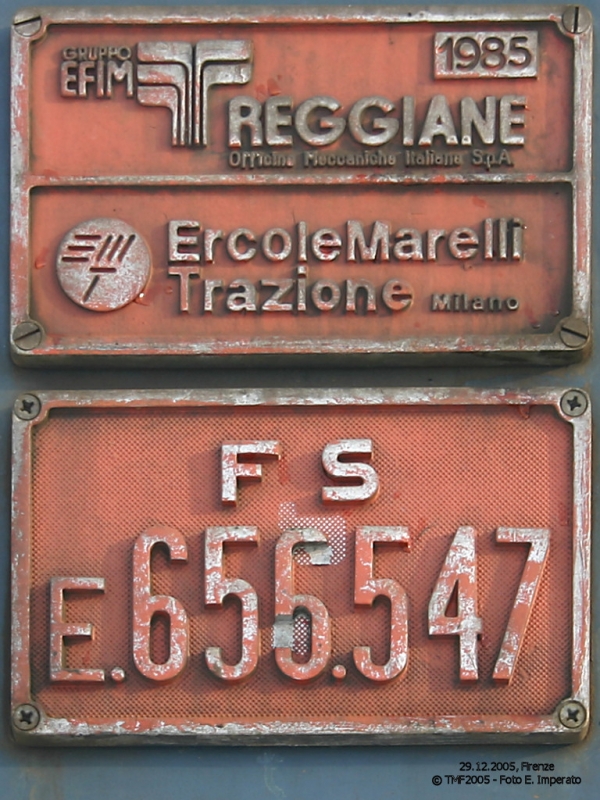 GRUPPO
EFIM
1985
REGGIANE
Officine Meccaniche Italiane S.p.A.
EMT
ErcoleMarelli
Trazione Milano
FS
E.656.547
29.12.2005, Firenze
© TMF2005 - Foto E. Imperato